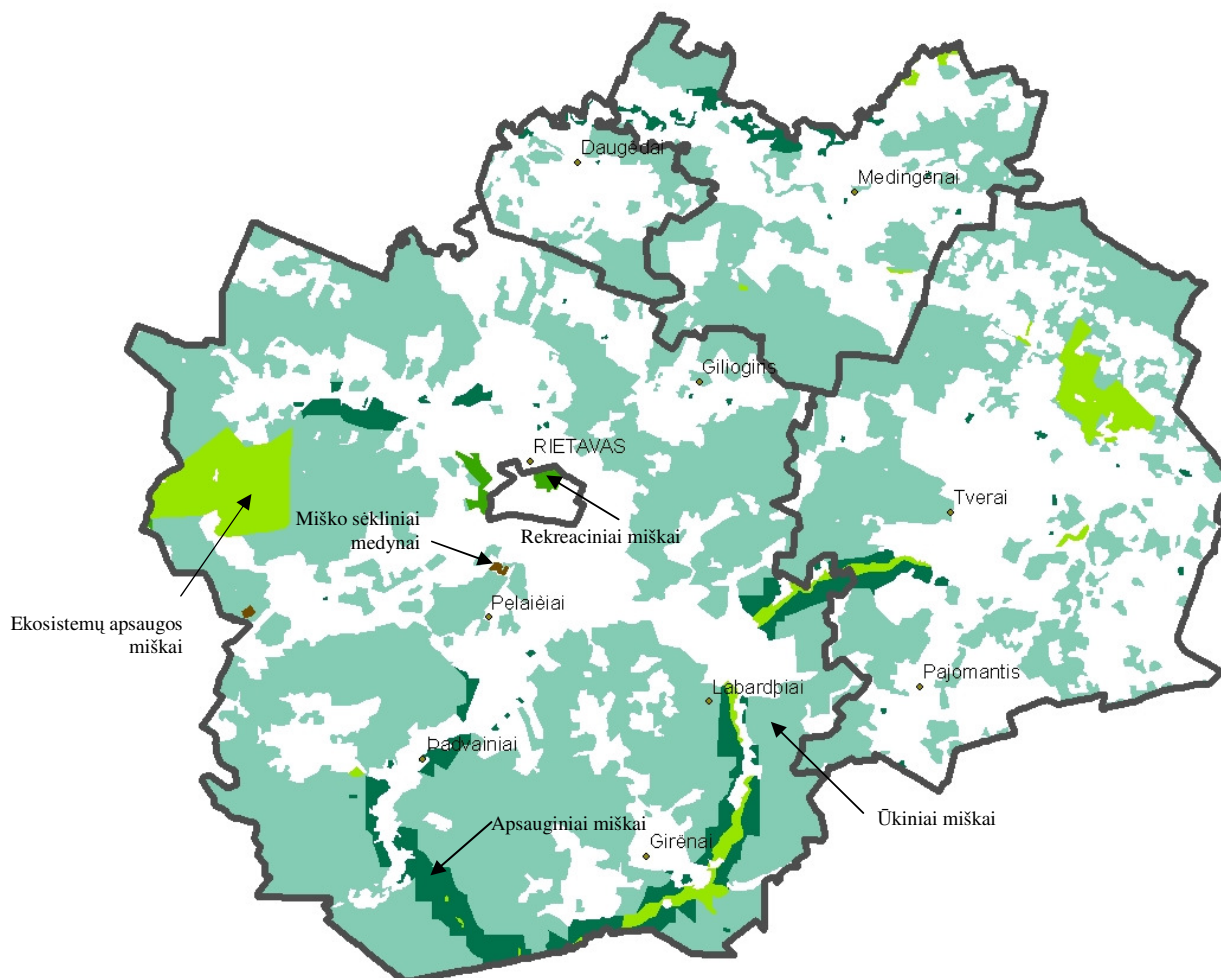 Daugėdai
Medingėnai
Giliogiris
RIETAVAS
Tverai
Miško sėkliniai
medynai
Rekreaciniai miškai
Pelaièiai
Ekosistemų apsaugos
miškai
Labardþiai
Pajomantis
Þadvainiai
Apsauginiai miškai
Ūkiniai miškai
Girėnai